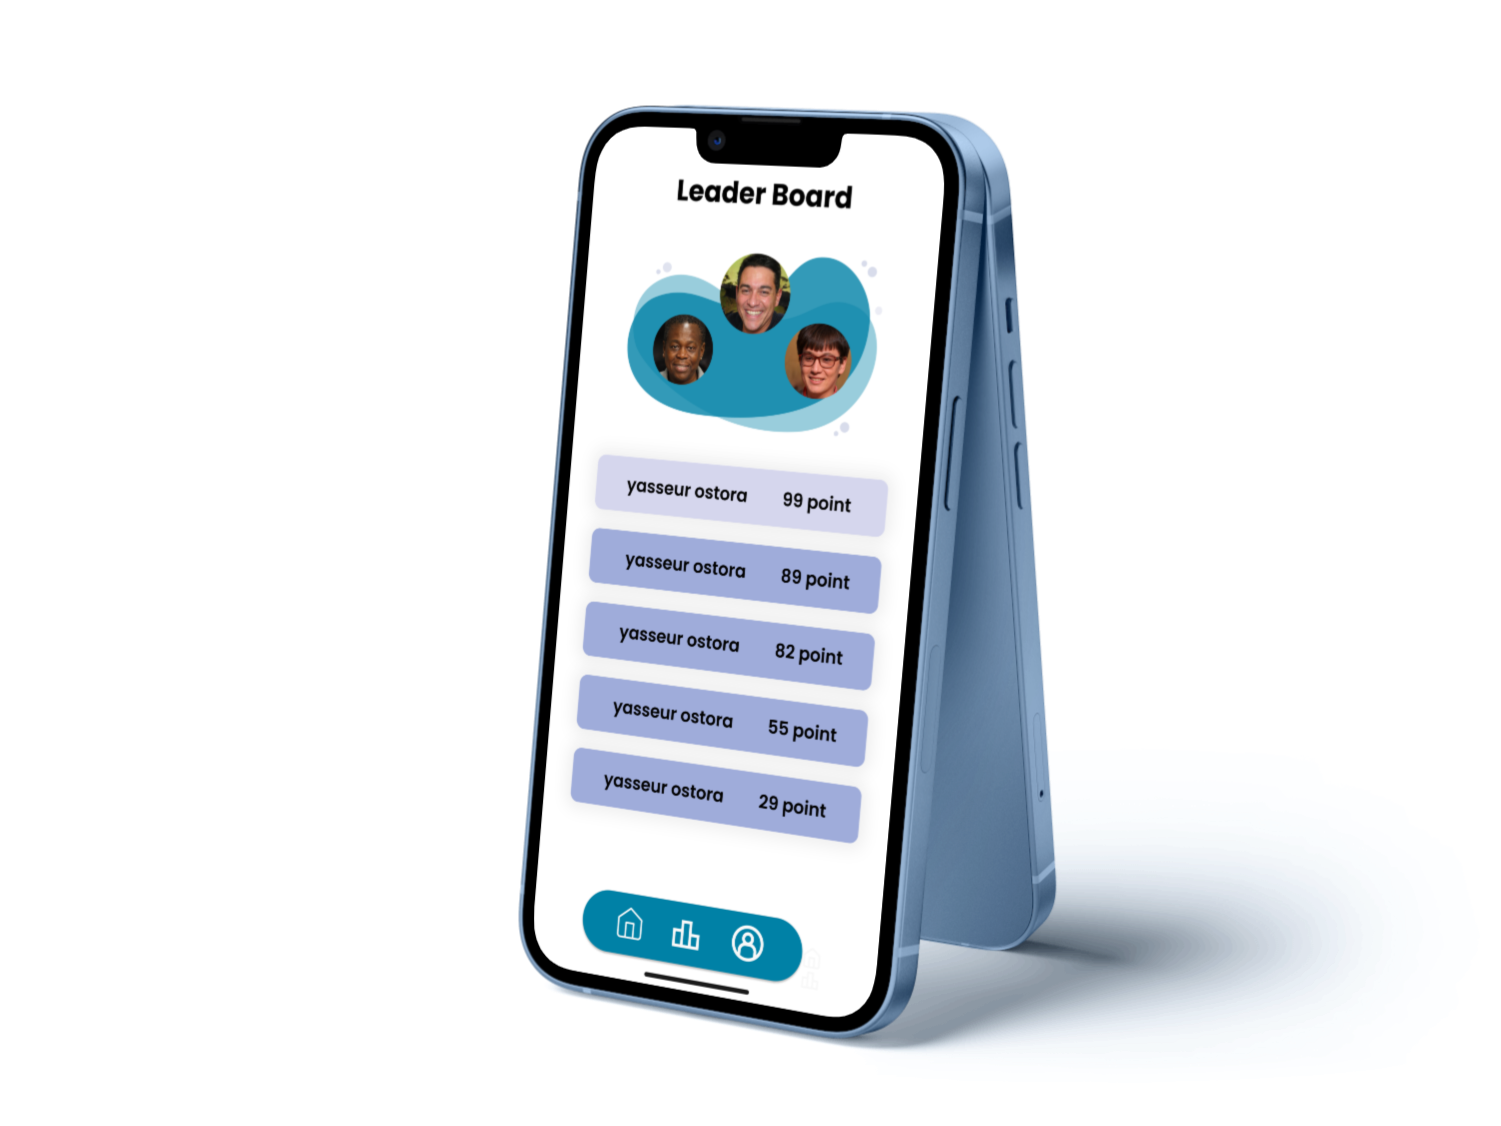 Leader Board
yasseur ostora 99 point
yasseur ostora 89 point
yasseur ostora 82 point
yasseur ostora 55 point
yasseur ostora 29 point